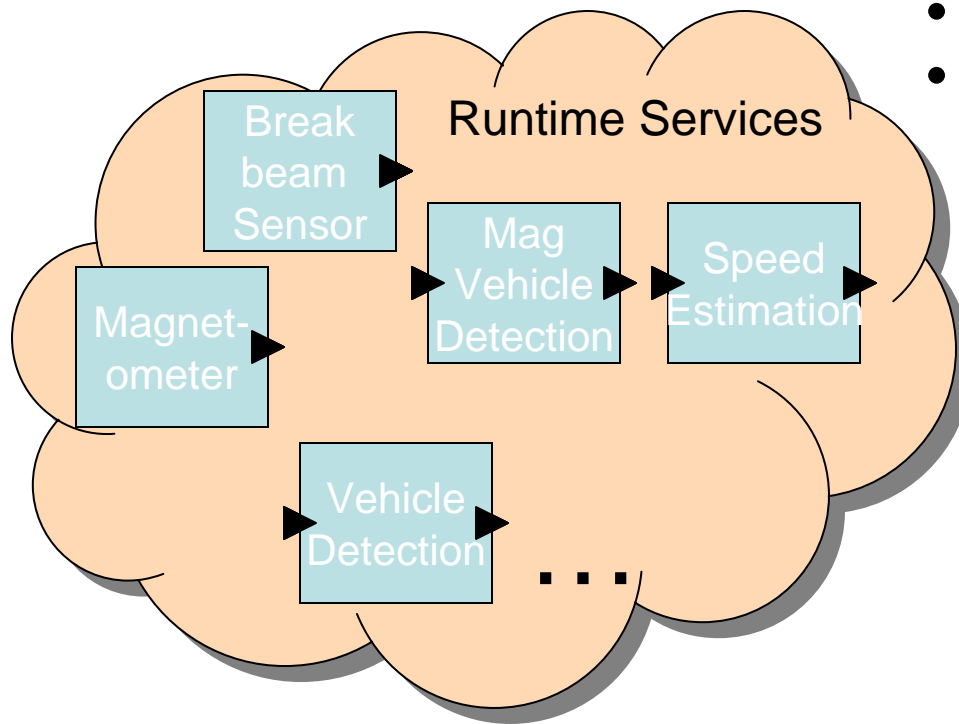 Runtime Services
Break
beam
Sensor
Mag
Vehicle
Detection
Speed
Estimation
Magnet-
ometer
Vehicle
Detection
...